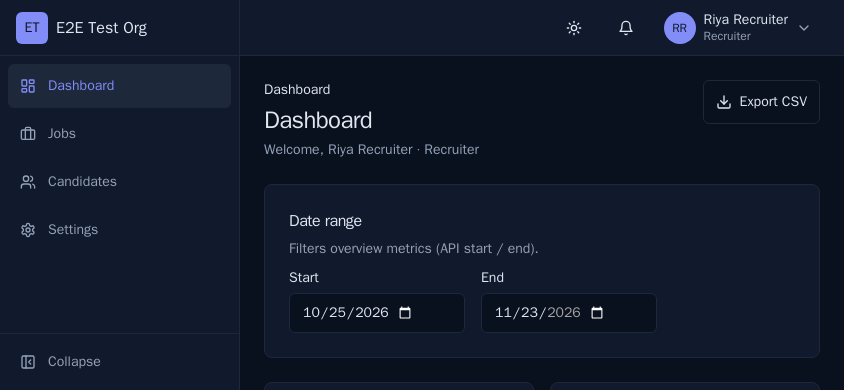 ET E2E Test Org
RR Riya Recruiter
Recruiter
Dashboard
Jobs
Candidates
Settings
Collapse
Dashboard
Dashboard
Welcome, Riya Recruiter · Recruiter
Export CSV
Date range
Filters overview metrics (API start / end).
Start End
10/25/2026 11/23/2026